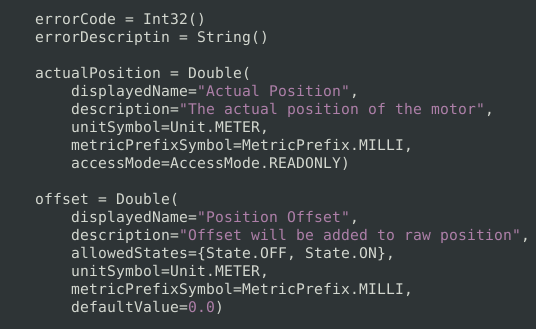 errorCode = Int32()
errorDescriptin = String()

actualPosition = Double(
    displayedName="Actual Position",
    description="The actual position of the motor",
    unitSymbol=Unit.METER,
    metricPrefixSymbol=MetricPrefix.MILLI,
    accessMode=AccessMode.READONLY)

offset = Double(
    displayedName="Position Offset",
    description="Offset will be added to raw position",
    allowedStates={State.OFF, State.ON},
    unitSymbol=Unit.METER,
    metricPrefixSymbol=MetricPrefix.MILLI,
    defaultValue=0.0)